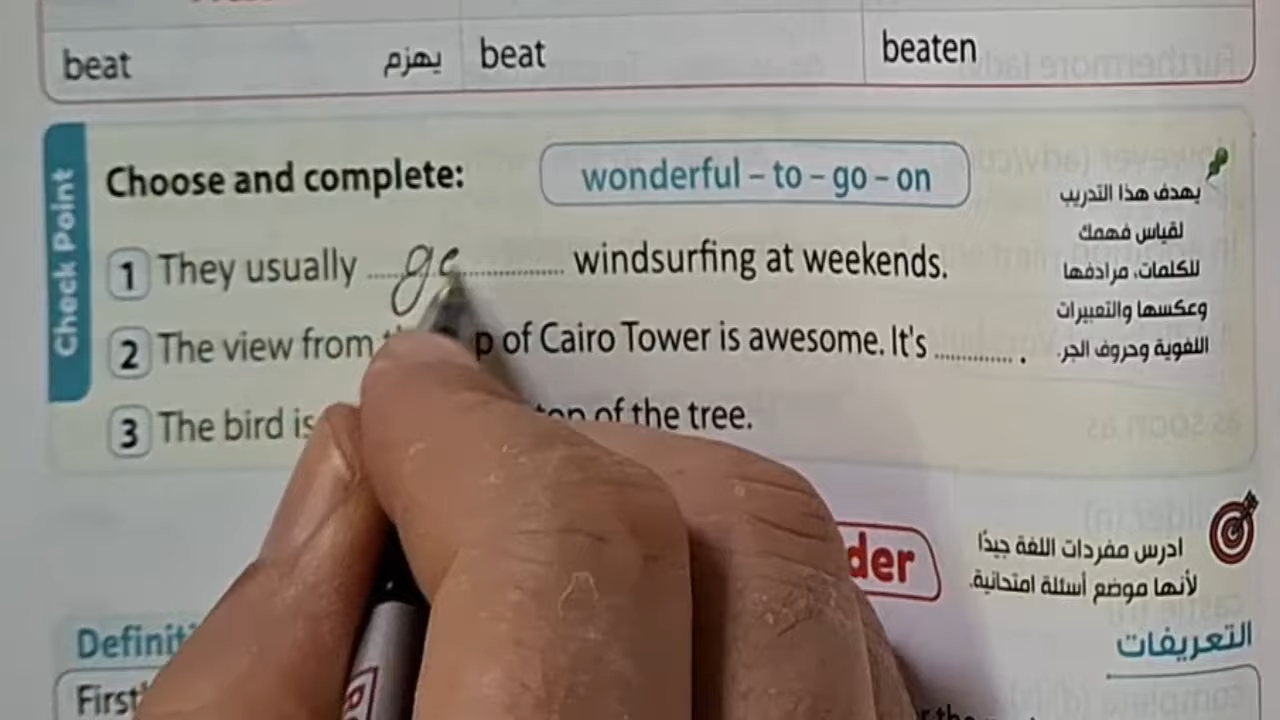 beat يهزم beat beaten
Check Point
Choose and complete: wonderful – to – go – on
1 They usually .... go .... windsurfing at weekends.
2 The view from p of Cairo Tower is awesome. It's ............ .
3 The bird is top of the tree.
يهدف هذا التدريب
لقياس فهمك
للكلمات، مرادفها
وعكسها والتعبيرات
اللغوية وحروف الجر.
der
ادرس مفردات اللغة جيدًا
لأنها موضع أسئلة امتحانية.
Definiti
التعريفات
First